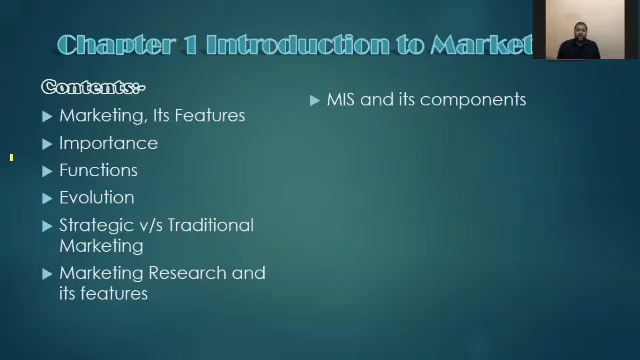 Chapter 1 Introduction to Market
Contents:-
Marketing, Its Features
Importance
Functions
Evolution
Strategic v/s Traditional
Marketing
Marketing Research and
its features
MIS and its components